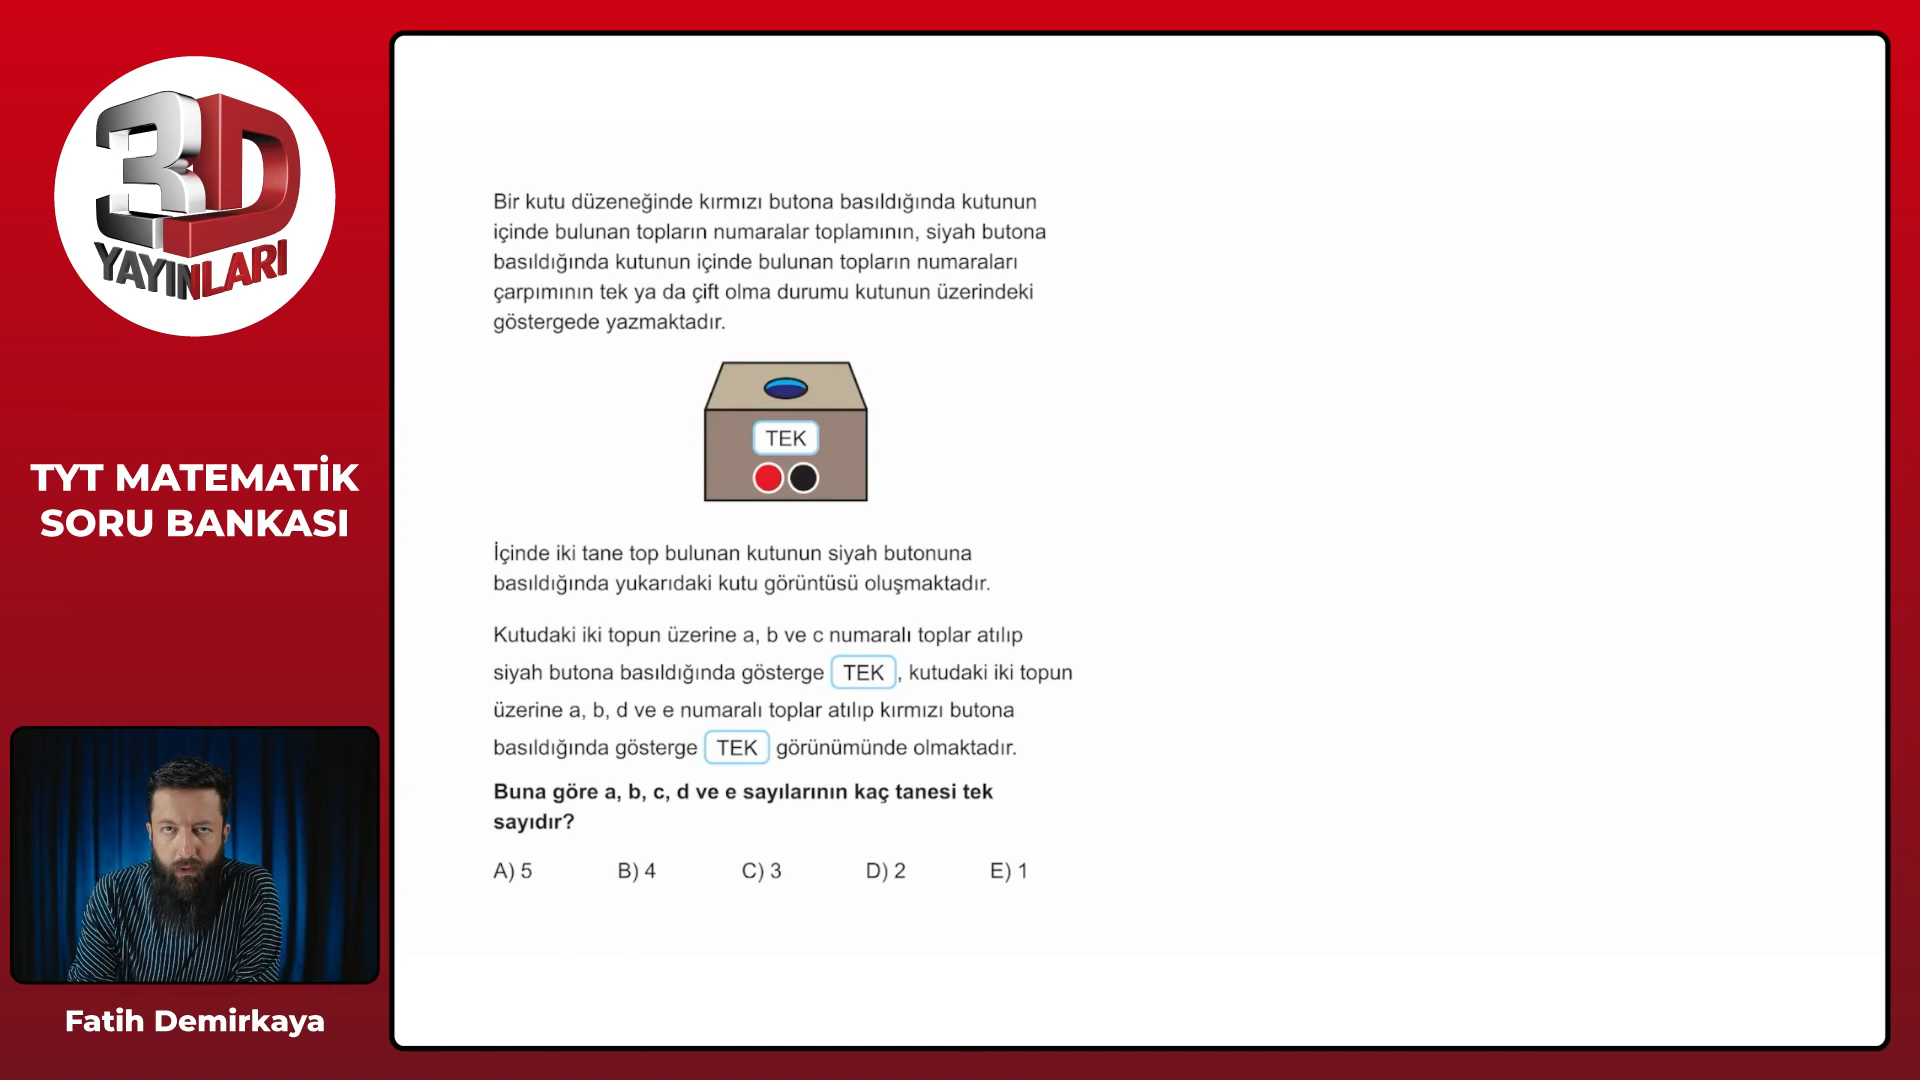 3D
YAYINLARI
TYT MATEMATİK
SORU BANKASI
Fatih Demirkaya
Bir kutu düzeneğinde kırmızı butona basıldığında kutunun
içinde bulunan topların numaralar toplamının, siyah butona
basıldığında kutunun içinde bulunan topların numaraları
çarpımının tek ya da çift olma durumu kutunun üzerindeki
göstergede yazmaktadır.
TEK
İçinde iki tane top bulunan kutunun siyah butonuna
basıldığında yukarıdaki kutu görüntüsü oluşmaktadır.
Kutudaki iki topun üzerine a, b ve c numaralı toplar atılıp
siyah butona basıldığında gösterge TEK , kutudaki iki topun
üzerine a, b, d ve e numaralı toplar atılıp kırmızı butona
basıldığında gösterge TEK görünümünde olmaktadır.
Buna göre a, b, c, d ve e sayılarının kaç tanesi tek
sayıdır?
A) 5 B) 4 C) 3 D) 2 E) 1